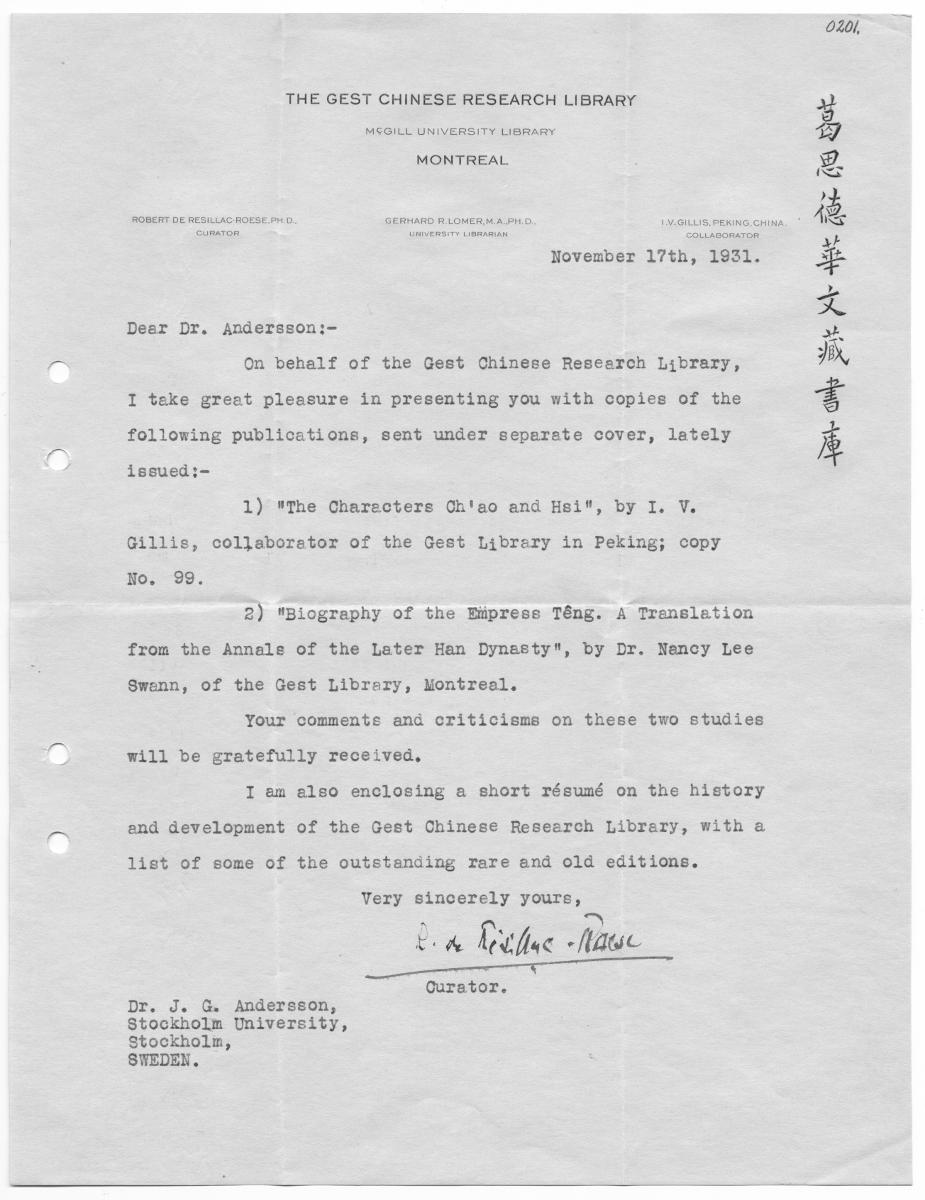 0201.
THE GEST CHINESE RESEARCH LIBRARY
McGILL UNIVERSITY LIBRARY
MONTREAL
葛思德華文藏書庫
ROBERT DE RESILLAC-ROESE, PH.D., GERHARD R. LOMER, M.A., PH.D., I.V. GILLIS, PEKING, CHINA.
CURATOR UNIVERSITY LIBRARIAN COLLABORATOR
November 17th, 1931.
Dear Dr. Andersson:-
On behalf of the Gest Chinese Research Library,
I take great pleasure in presenting you with copies of the
following publications, sent under separate cover, lately
issued:-
1) "The Characters Ch'ao and Hsi", by I. V.
Gillis, collaborator of the Gest Library in Peking; copy
No. 99.
2) "Biography of the Empress Têng. A Translation
from the Annals of the Later Han Dynasty", by Dr. Nancy Lee
Swann, of the Gest Library, Montreal.
Your comments and criticisms on these two studies
will be gratefully received.
I am also enclosing a short résumé on the history
and development of the Gest Chinese Research Library, with a
list of some of the outstanding rare and old editions.
Very sincerely yours,
R. de Résillac-Roese
Curator.
Dr. J. G. Andersson,
Stockholm University,
Stockholm,
SWEDEN.